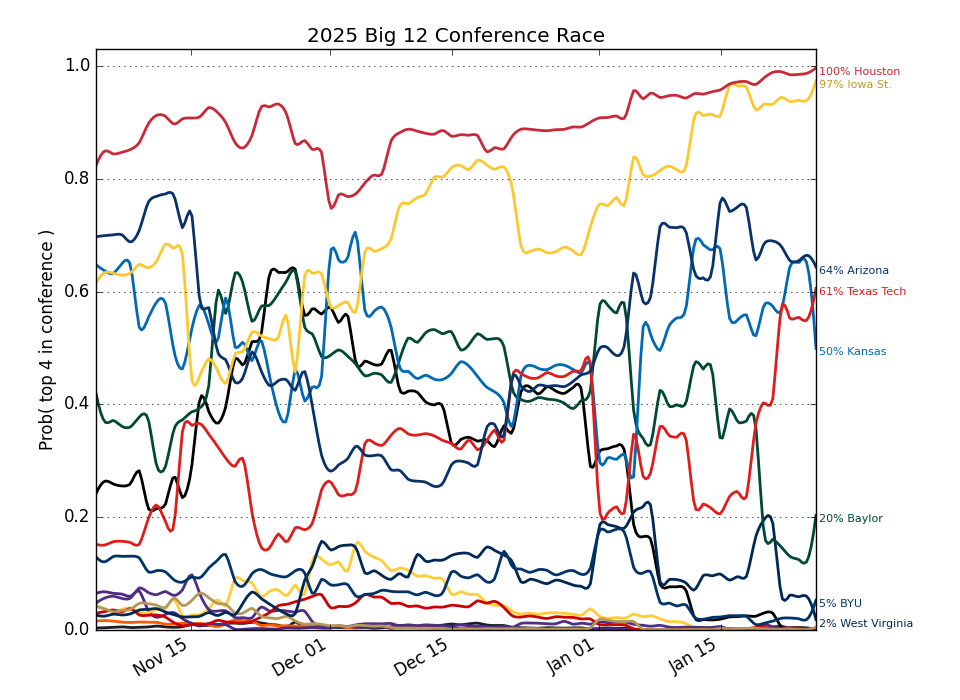 2025 Big 12 Conference Race
1.0
0.8
0.6
0.4
0.2
0.0
Prob( top 4 in conference )
Nov 15
Dec 01
Dec 15
Jan 01
Jan 15
100% Houston
97% Iowa St.
64% Arizona
61% Texas Tech
50% Kansas
20% Baylor
5% BYU
2% West Virginia